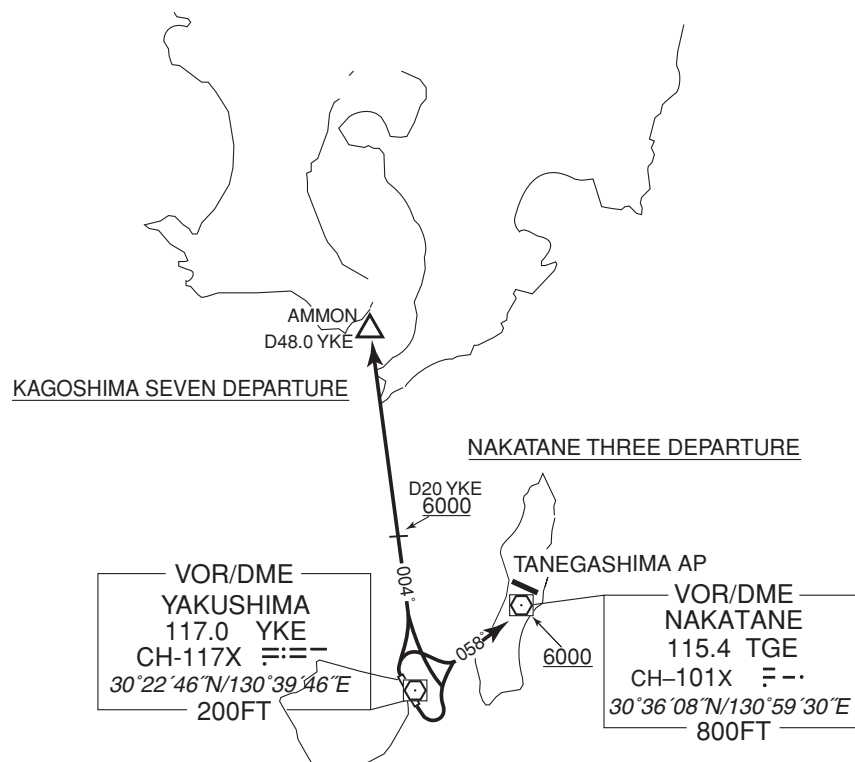 AMMON
D48.0 YKE
KAGOSHIMA SEVEN DEPARTURE
NAKATANE THREE DEPARTURE
D20 YKE
6000
004°
TANEGASHIMA AP
058°
6000
VOR/DME
YAKUSHIMA
117.0 YKE
CH-117X
30°22´46˝N/130°39´46˝E
200FT
VOR/DME
NAKATANE
115.4 TGE
CH–101X
30°36´08˝N/130°59´30˝E
800FT